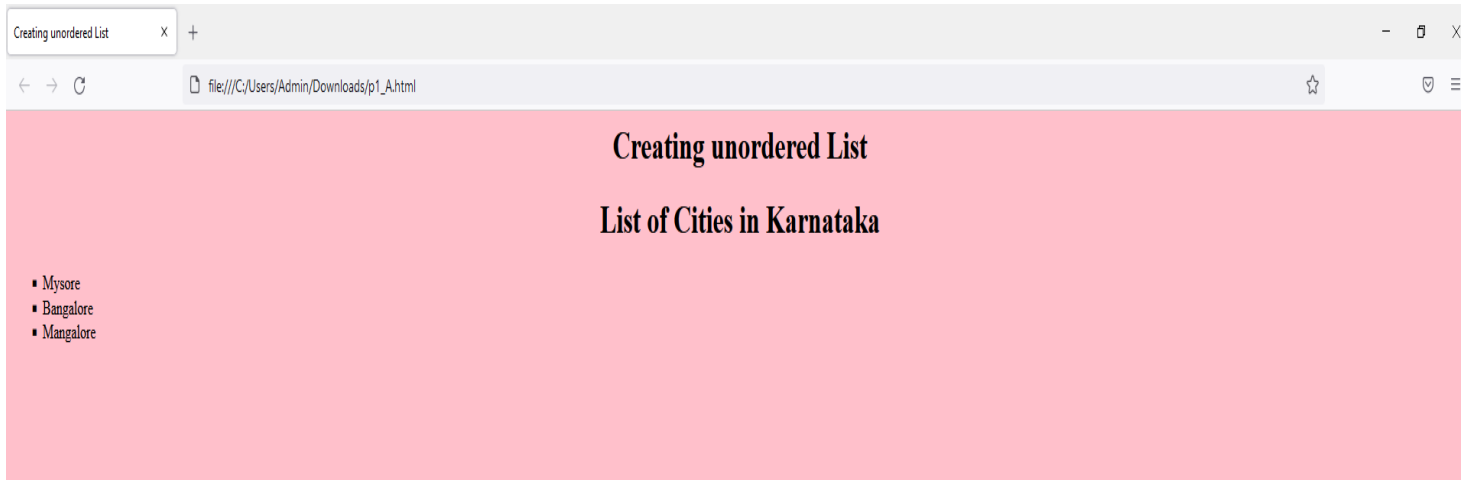 Creating unordered List X +
file:///C:/Users/Admin/Downloads/p1_A.html
Creating unordered List
List of Cities in Karnataka
Mysore
Bangalore
Mangalore